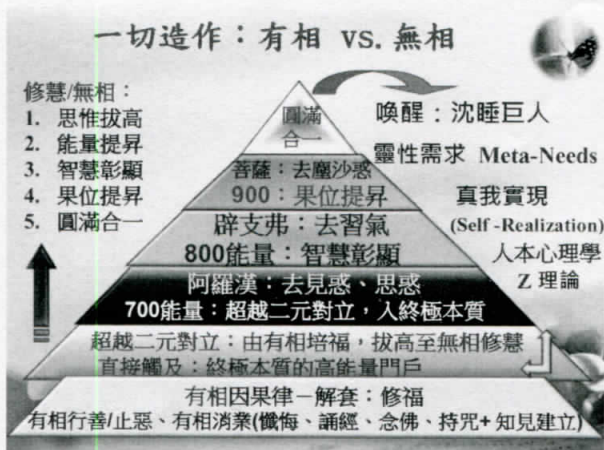 一切造作：有相 vs. 無相
修慧/無相：
1. 思惟拔高
2. 能量提昇
3. 智慧彰顯
4. 果位提昇
5. 圓滿合一
圓滿
合一
菩薩：去塵沙惑
900：果位提昇
辟支弗：去習氣
800能量：智慧彰顯
阿羅漢：去見惑、思惑
700能量：超越二元對立，入終極本質
超越二元對立：由有相培福，拔高至無相修慧
直接觸及：終極本質的高能量門戶
有相因果律－解套：修福
有相行善/止惡、有相消業(懺悔、誦經、念佛、持咒+ 知見建立)
喚醒：沈睡巨人
靈性需求 Meta-Needs
真我實現
(Self -Realization)
人本心理學
Z 理論